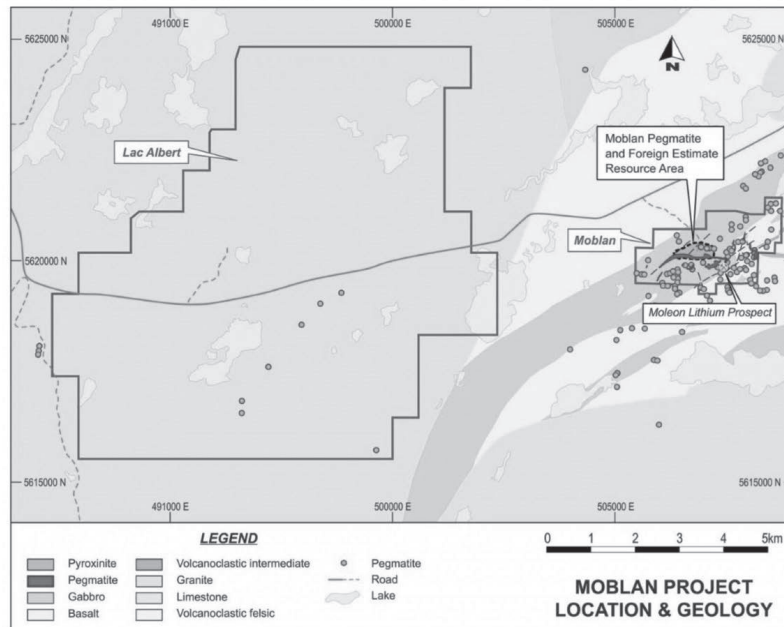 491000 E
500000 E
505000 E
5625000 N
5625000 N
N
Moblan Pegmatite
and Foreign Estimate
Resource Area
Lac Albert
Moblan
5620000 N
5620000 N
Moleon Lithium Prospect
5615000 N
5615000 N
491000 E
500000 E
505000 E
LEGEND
Pyroxinite
Pegmatite
Gabbro
Basalt
Volcanoclastic intermediate
Granite
Limestone
Volcanoclastic felsic
Pegmatite
Road
Lake
0 1 2 3 4 5km
MOBLAN PROJECT
LOCATION & GEOLOGY